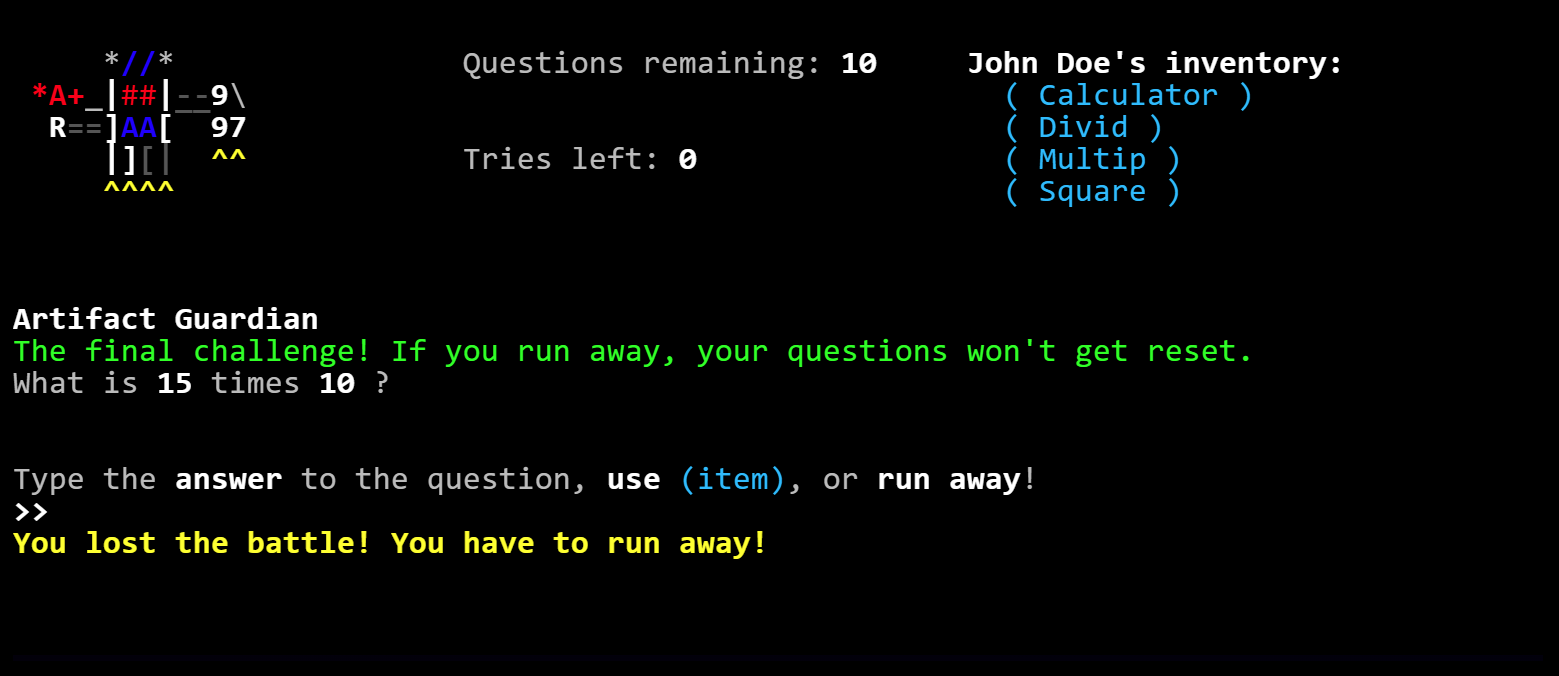 *//* Questions remaining: 10 John Doe's inventory:
*A+_|##|__9\ ( Calculator )
R==]AA[ 97 ( Divid )
|][| ^^ Tries left: 0 ( Multip )
^^^^ ( Square )
Artifact Guardian
The final challenge! If you run away, your questions won't get reset.
What is 15 times 10 ?
Type the answer to the question, use (item), or run away!
>>
You lost the battle! You have to run away!